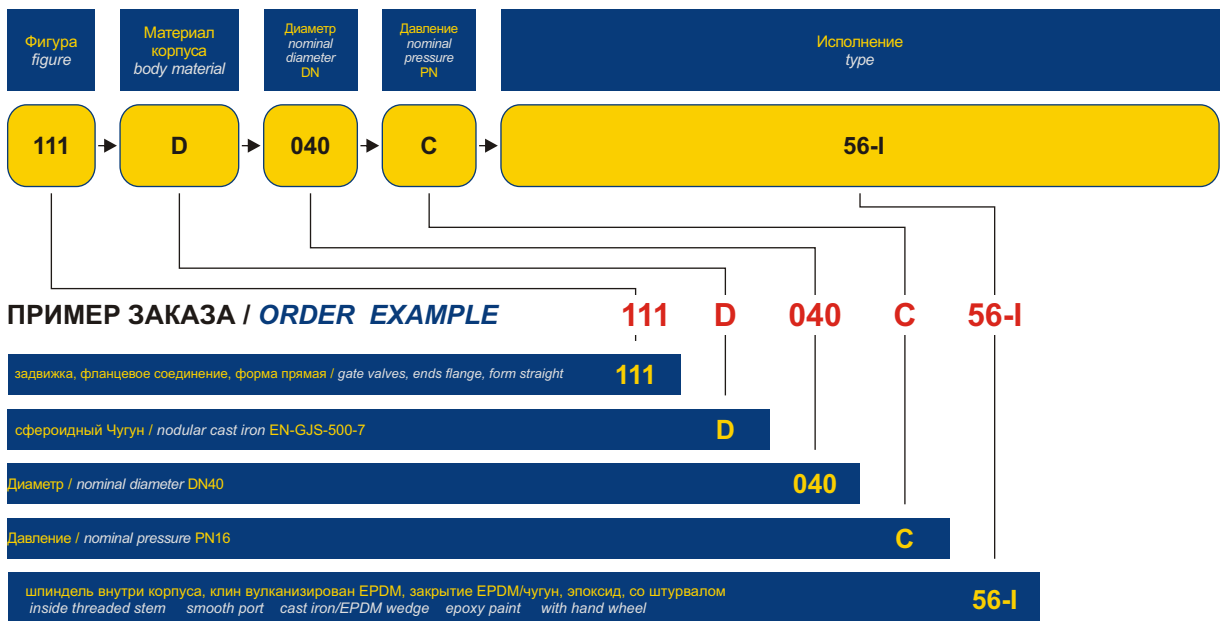 Фигура
figure
Материал
корпуса
body material
Диаметр
nominal
diameter
DN
Давление
nominal
pressure
PN
Исполнение
type
111
D
040
C
56-I
ПРИМЕР ЗАКАЗА / ORDER EXAMPLE 111 D 040 C 56-I
задвижка, фланцевое соединение, форма прямая / gate valves, ends flange, form straight 111
сфероидный Чугун / nodular cast iron EN-GJS-500-7 D
Диаметр / nominal diameter DN40 040
Давление / nominal pressure PN16 C
шпиндель внутри корпуса, клин вулканизирован EPDM, закрытие EPDM/чугун, эпоксид, со штурвалом
inside threaded stem smooth port cast iron/EPDM wedge epoxy paint with hand wheel
56-I